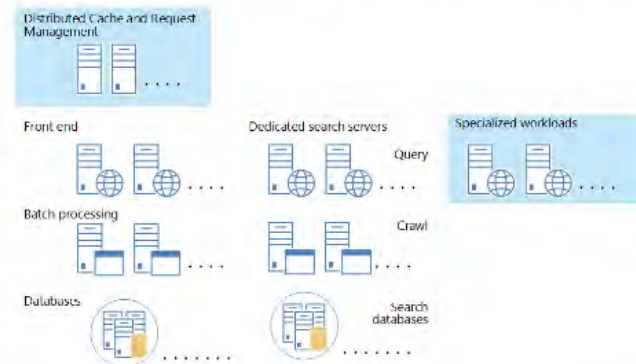 Distributed Cache and Request
Management
Front end
Dedicated search servers
Specialized workloads
Query
Batch processing
Crawl
Databases
Search
databases